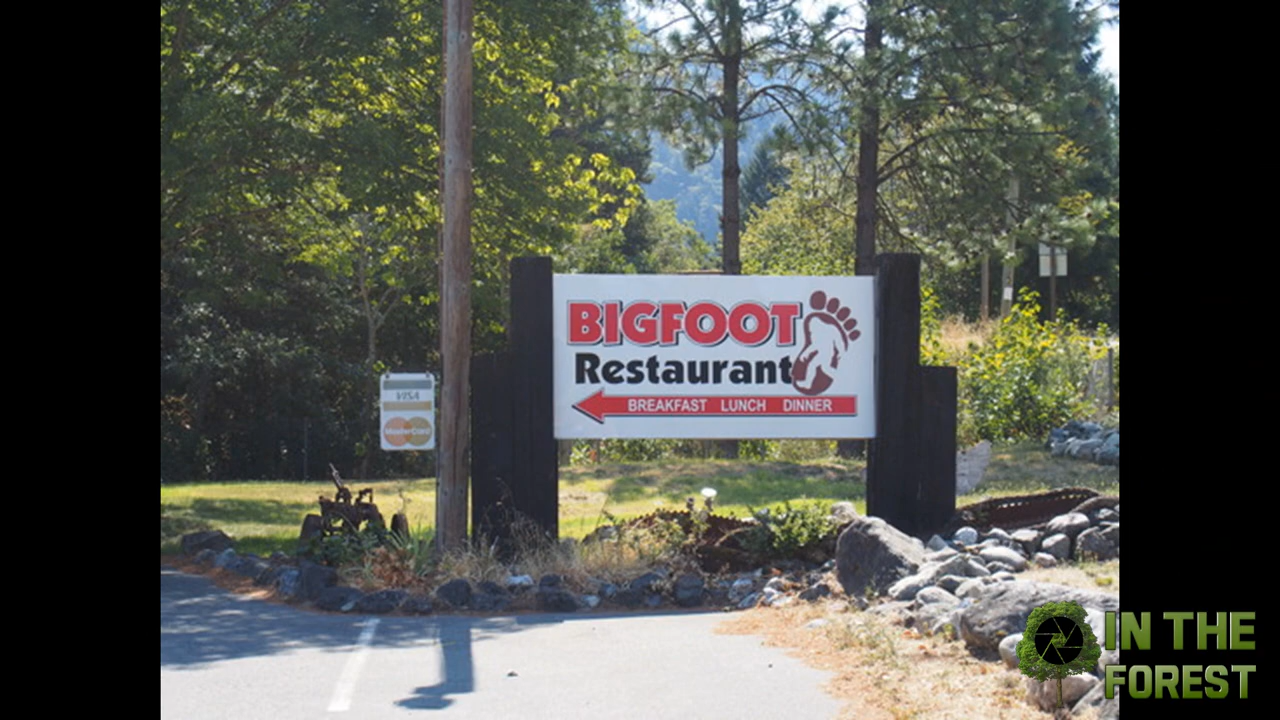 BIGFOOT
Restaurant
BREAKFAST LUNCH DINNER
VISA
MasterCard
IN THE
FOREST